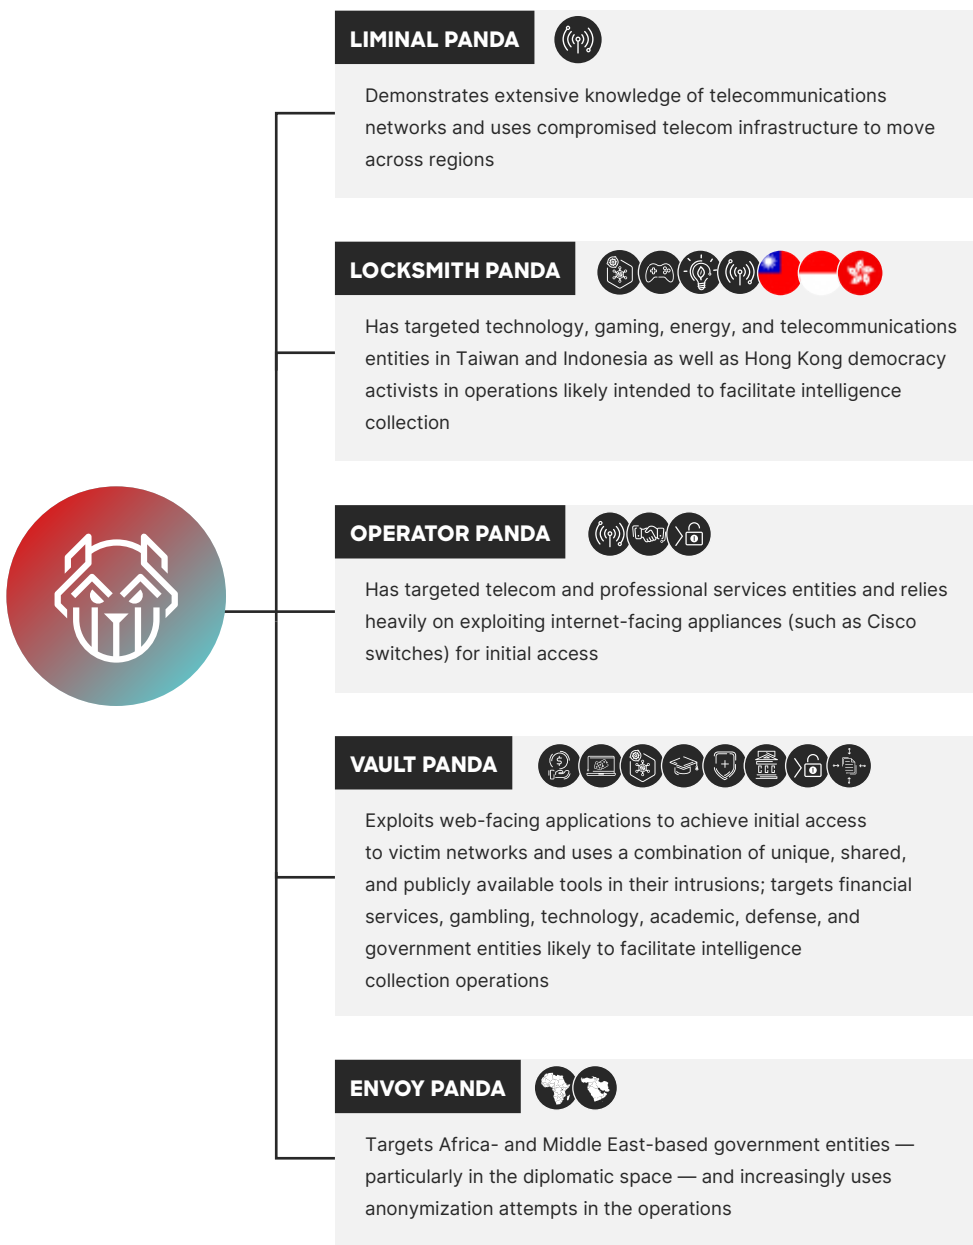 LIMINAL PANDA
Demonstrates extensive knowledge of telecommunications
networks and uses compromised telecom infrastructure to move
across regions
LOCKSMITH PANDA
Has targeted technology, gaming, energy, and telecommunications
entities in Taiwan and Indonesia as well as Hong Kong democracy
activists in operations likely intended to facilitate intelligence
collection
OPERATOR PANDA
Has targeted telecom and professional services entities and relies
heavily on exploiting internet-facing appliances (such as Cisco
switches) for initial access
VAULT PANDA
Exploits web-facing applications to achieve initial access
to victim networks and uses a combination of unique, shared,
and publicly available tools in their intrusions; targets financial
services, gambling, technology, academic, defense, and
government entities likely to facilitate intelligence
collection operations
ENVOY PANDA
Targets Africa- and Middle East-based government entities —
particularly in the diplomatic space — and increasingly uses
anonymization attempts in the operations